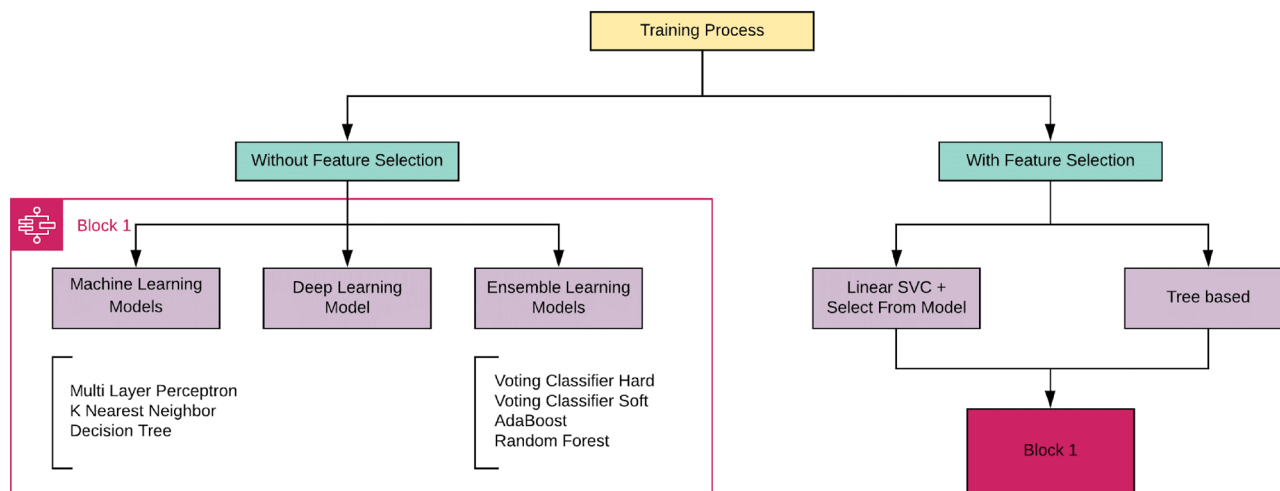 Training Process
Without Feature Selection
With Feature Selection
Block 1
Machine Learning
Models
Deep Learning
Model
Ensemble Learning
Models
Linear SVC +
Select From Model
Tree based
Multi Layer Perceptron
K Nearest Neighbor
Decision Tree
Voting Classifier Hard
Voting Classifier Soft
AdaBoost
Random Forest
Block 1